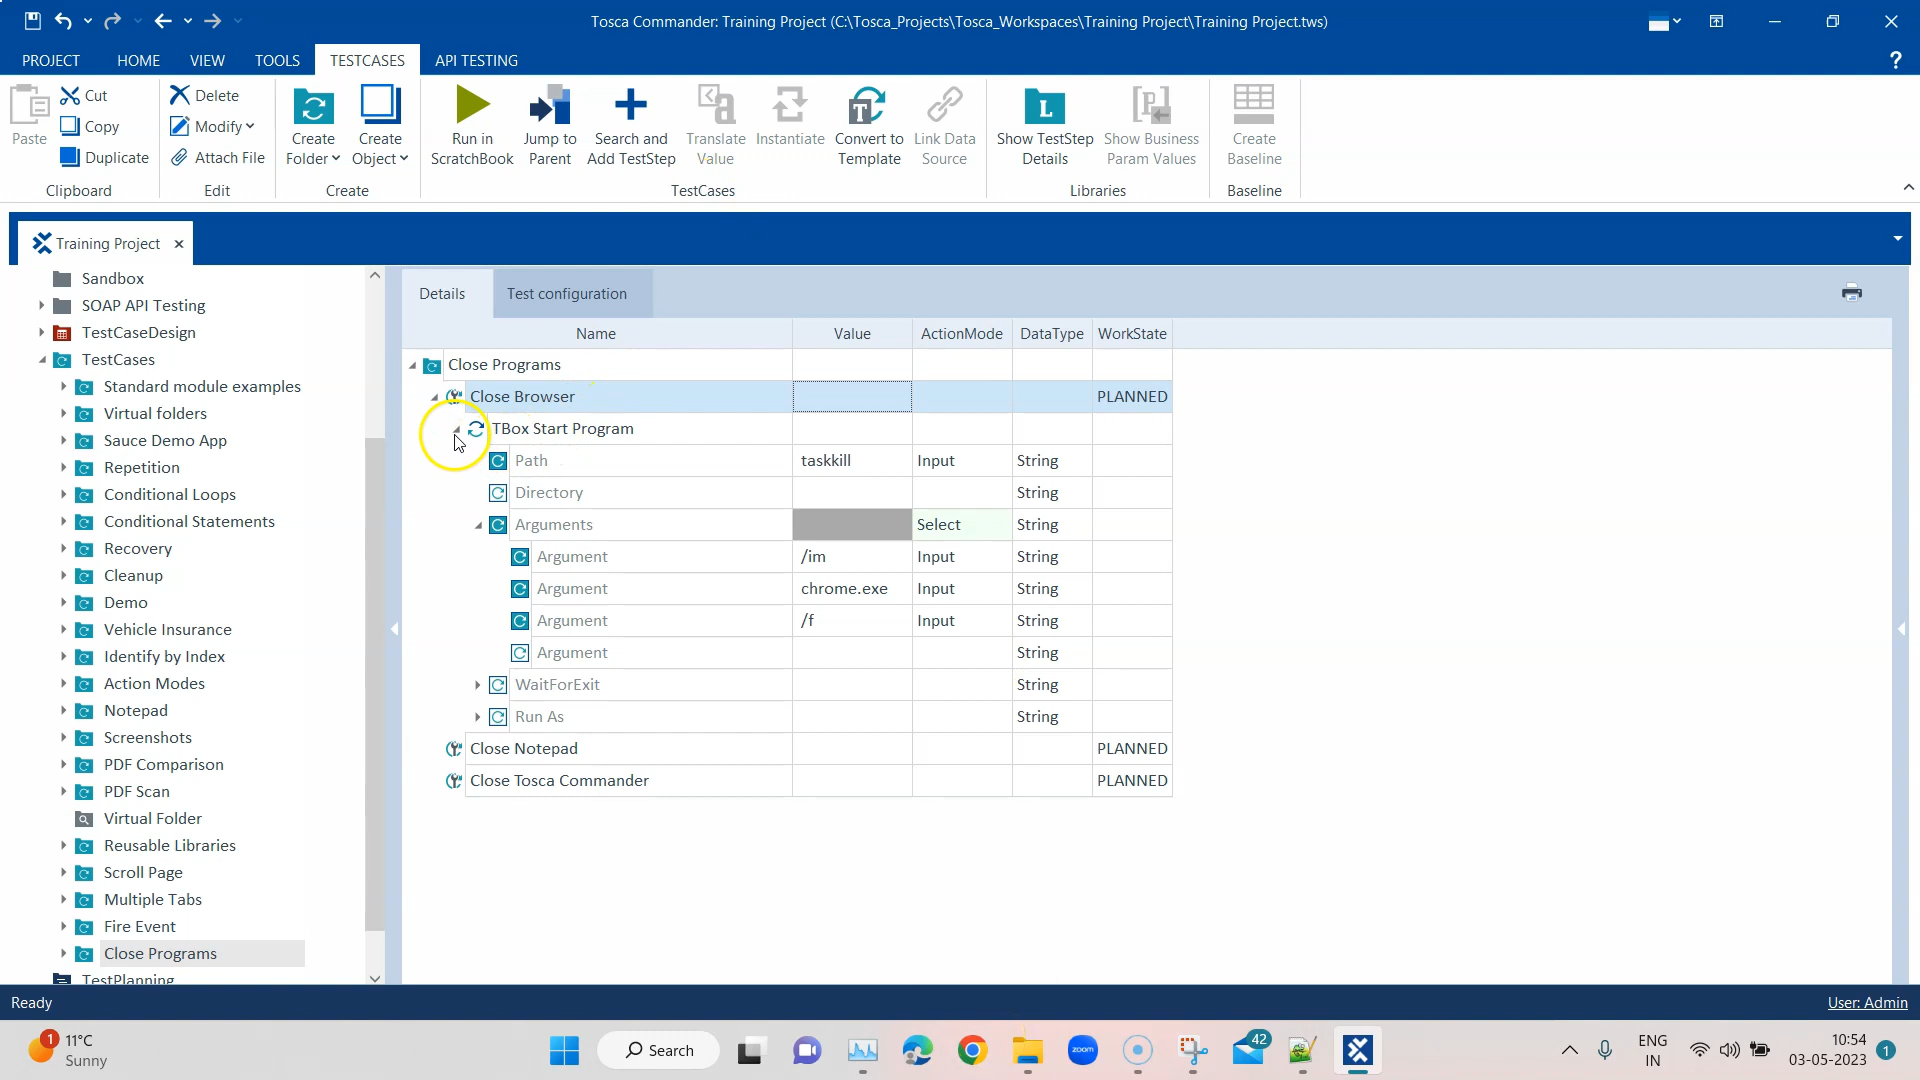 Tosca Commander: Training Project (C:\Tosca_Projects\Tosca_Workspaces\Training Project\Training Project.tws)
PROJECT HOME VIEW TOOLS TESTCASES API TESTING ?
Paste
Cut
Copy
Duplicate
Clipboard
Delete
Modify
Attach File
Edit
Create Folder
Create Object
Create
Run in ScratchBook
Jump to Parent
Search and Add TestStep
Translate Value
Instantiate
Convert to Template
Link Data Source
TestCases
Show TestStep Details
Show Business Param Values
Libraries
Create Baseline
Baseline
Training Project
Sandbox
SOAP API Testing
TestCaseDesign
TestCases
Standard module examples
Virtual folders
Sauce Demo App
Repetition
Conditional Loops
Conditional Statements
Recovery
Cleanup
Demo
Vehicle Insurance
Identify by Index
Action Modes
Notepad
Screenshots
PDF Comparison
PDF Scan
Virtual Folder
Reusable Libraries
Scroll Page
Multiple Tabs
Fire Event
Close Programs
TestPlanning
Details Test configuration
Name Value ActionMode DataType WorkState
Close Programs
Close Browser PLANNED
TBox Start Program
Path taskkill Input String
Directory String
Arguments Select String
Argument /im Input String
Argument chrome.exe Input String
Argument /f Input String
Argument String
WaitForExit String
Run As String
Close Notepad PLANNED
Close Tosca Commander PLANNED
Ready User: Admin
1 11°C
Sunny
Search
zoom
42
ENG
IN
10:54
03-05-2023
1